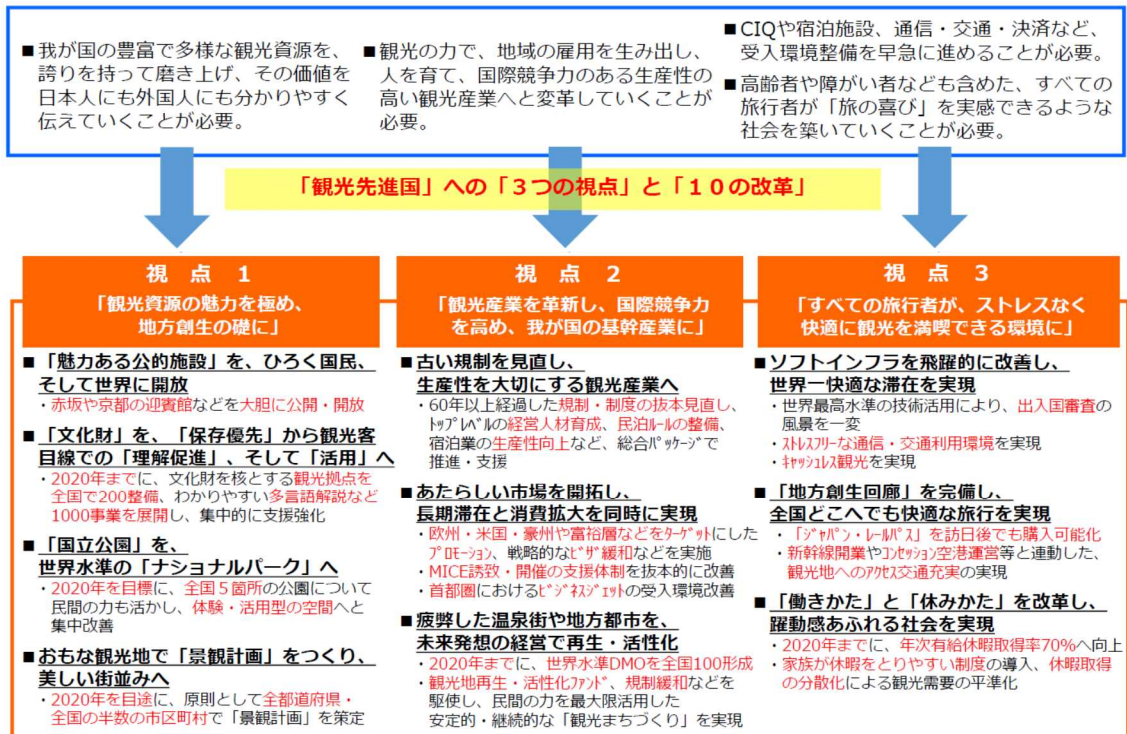 ■我が国の豊富で多様な観光資源を、
誇りを持って磨き上げ、その価値を
日本人にも外国人にも分かりやすく
伝えていくことが必要。
■観光の力で、地域の雇用を生み出し、
人を育て、国際競争力のある生産性の
高い観光産業へと変革していくことが
必要。
■CIQや宿泊施設、通信・交通・決済など、
受入環境整備を早急に進めることが必要。
■高齢者や障がい者なども含めた、すべての
旅行者が「旅の喜び」を実感できるような
社会を築いていくことが必要。
「観光先進国」への「3つの視点」と「10の改革」
視点 1
「観光資源の魅力を極め、
地方創生の礎に」
■「魅力ある公的施設」を、ひろく国民、
そして世界に開放
・赤坂や京都の迎賓館などを大胆に公開・開放
■「文化財」を、「保存優先」から観光客
目線での「理解促進」、そして「活用」へ
・2020年までに、文化財を核とする観光拠点を
全国で200整備、わかりやすい多言語解説など
1000事業を展開し、集中的に支援強化
■「国立公園」を、
世界水準の「ナショナルパーク」へ
・2020年を目標に、全国5箇所の公園について
民間の力も活かし、体験・活用型の空間へと
集中改善
■おもな観光地で「景観計画」をつくり、
美しい街並みへ
・2020年を目途に、原則として全都道府県・
全国の半数の市区町村で「景観計画」を策定
視点 2
「観光産業を革新し、国際競争力
を高め、我が国の基幹産業に」
■古い規制を見直し、
生産性を大切にする観光産業へ
・60年以上経過した規制・制度の抜本見直し、
ﾄｯﾌﾟﾚﾍﾞﾙの経営人材育成、民泊ﾙｰﾙの整備、
宿泊業の生産性向上など、総合ﾊﾟｯｹｰｼﾞで
推進・支援
■あたらしい市場を開拓し、
長期滞在と消費拡大を同時に実現
・欧州・米国・豪州や富裕層などをﾀｰｹﾞｯﾄにした
プロモーション、戦略的なﾋﾞｻﾞ緩和などを実施
・MICE誘致・開催の支援体制を抜本的に改善
・首都圏におけるﾋﾞｼﾞﾈｽｼﾞｪｯﾄの受入環境改善
■疲弊した温泉街や地方都市を、
未来発想の経営で再生・活性化
・2020年までに、世界水準DMOを全国100形成
・観光地再生・活性化ﾌｧﾝﾄﾞ、規制緩和などを
駆使し、民間の力を最大限活用した
安定的・継続的な「観光まちづくり」を実現
視点 3
「すべての旅行者が、ストレスなく
快適に観光を満喫できる環境に」
■ソフトインフラを飛躍的に改善し、
世界一快適な滞在を実現
・世界最高水準の技術活用により、出入国審査の
風景を一変
・ｽﾄﾚｽﾌﾘｰな通信・交通利用環境を実現
・ｷｬｯｼｭﾚｽ観光を実現
■「地方創生回廊」を完備し、
全国どこへでも快適な旅行を実現
・「ｼﾞｬﾊﾟﾝ・ﾚｰﾙﾊﾟｽ」を訪日後でも購入可能化
・新幹線開業やｺﾝｾｯｼｮﾝ空港運営等と連動した、
観光地へのｱｸｾｽ交通充実の実現
■「働きかた」と「休みかた」を改革し、
躍動感あふれる社会を実現
・2020年までに、年次有給休暇取得率70%へ向上
・家族が休暇をとりやすい制度の導入、休暇取得
の分散化による観光需要の平準化